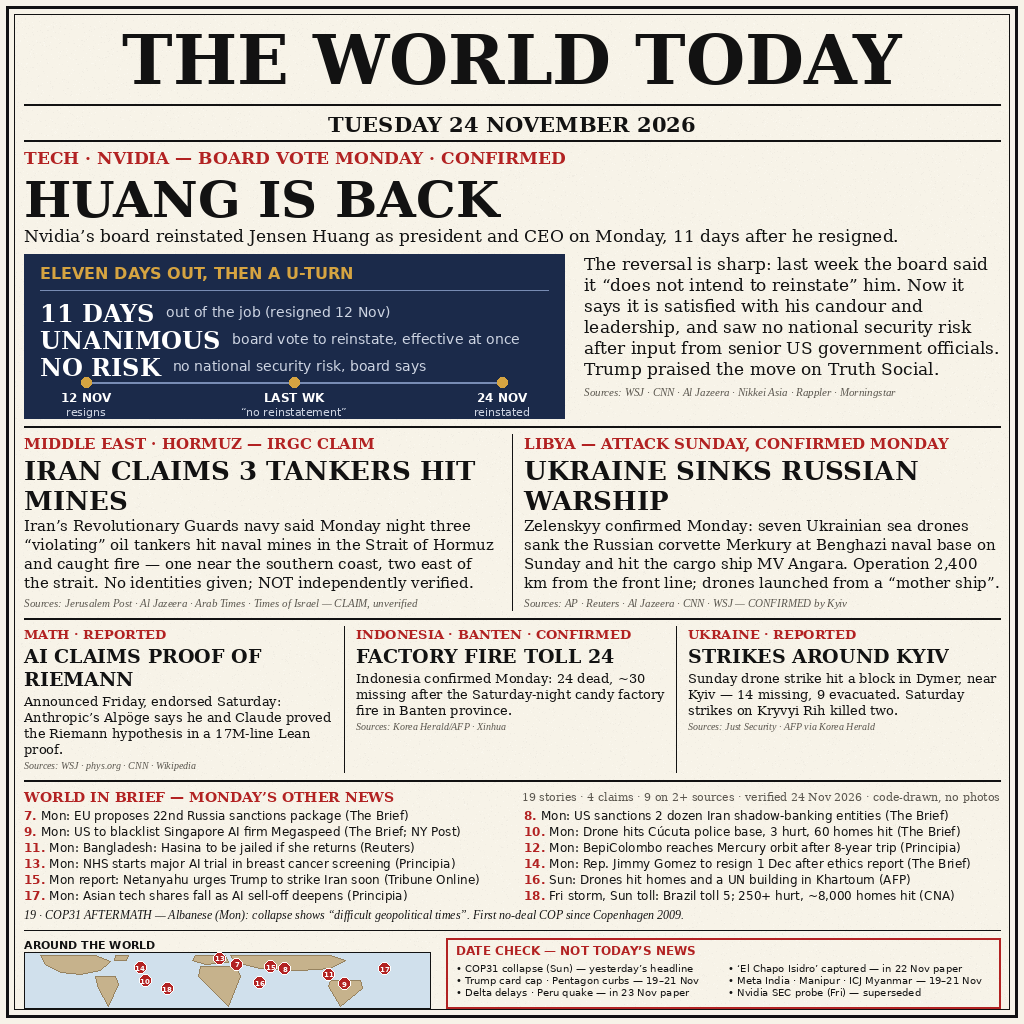 THE WORLD TODAY
TUESDAY 24 NOVEMBER 2026
TECH · NVIDIA — BOARD VOTE MONDAY · CONFIRMED
HUANG IS BACK
Nvidia’s board reinstated Jensen Huang as president and CEO on Monday, 11 days after he resigned.
ELEVEN DAYS OUT, THEN A U-TURN
11 DAYS out of the job (resigned 12 Nov)
UNANIMOUS board vote to reinstate, effective at once
NO RISK no national security risk, board says
12 NOV
resigns
LAST WK
“no reinstatement”
24 NOV
reinstated
The reversal is sharp: last week the board said
it “does not intend to reinstate” him. Now it
says it is satisfied with his candour and
leadership, and saw no national security risk
after input from senior US government officials.
Trump praised the move on Truth Social.
Sources: WSJ · CNN · Al Jazeera · Nikkei Asia · Rappler · Morningstar
MIDDLE EAST · HORMUZ — IRGC CLAIM
IRAN CLAIMS 3 TANKERS HIT
MINES
Iran’s Revolutionary Guards navy said Monday night three
“violating” oil tankers hit naval mines in the Strait of Hormuz
and caught fire — one near the southern coast, two east of
the strait. No identities given; NOT independently verified.
Sources: Jerusalem Post · Al Jazeera · Arab Times · Times of Israel — CLAIM, unverified
LIBYA — ATTACK SUNDAY, CONFIRMED MONDAY
UKRAINE SINKS RUSSIAN
WARSHIP
Zelenskyy confirmed Monday: seven Ukrainian sea drones
sank the Russian corvette Merkury at Benghazi naval base on
Sunday and hit the cargo ship MV Angara. Operation 2,400
km from the front line; drones launched from a “mother ship”.
Sources: AP · Reuters · Al Jazeera · CNN · WSJ — CONFIRMED by Kyiv
MATH · REPORTED
AI CLAIMS PROOF OF
RIEMANN
Announced Friday, endorsed Saturday:
Anthropic’s Alpöge says he and Claude proved
the Riemann hypothesis in a 17M-line Lean
proof.
Sources: WSJ · phys.org · CNN · Wikipedia
INDONESIA · BANTEN · CONFIRMED
FACTORY FIRE TOLL 24
Indonesia confirmed Monday: 24 dead, ~30
missing after the Saturday-night candy factory
fire in Banten province.
Sources: Korea Herald/AFP · Xinhua
UKRAINE · REPORTED
STRIKES AROUND KYIV
Sunday drone strike hit a block in Dymer, near
Kyiv — 14 missing, 9 evacuated. Saturday
strikes on Kryvyi Rih killed two.
Sources: Just Security · AFP via Korea Herald
WORLD IN BRIEF — MONDAY’S OTHER NEWS
19 stories · 4 claims · 9 on 2+ sources · verified 24 Nov 2026 · code-drawn, no photos
7. Mon: EU proposes 22nd Russia sanctions package (The Brief)
8. Mon: US sanctions 2 dozen Iran shadow-banking entities (The Brief)
9. Mon: US to blacklist Singapore AI firm Megaspeed (The Brief; NY Post)
10. Mon: Drone hits Cúcuta police base, 3 hurt, 60 homes hit (The Brief)
11. Mon: Bangladesh: Hasina to be jailed if she returns (Reuters)
12. Mon: BepiColombo reaches Mercury orbit after 8-year trip (Principia)
13. Mon: NHS starts major AI trial in breast cancer screening (Principia)
14. Mon: Rep. Jimmy Gomez to resign 1 Dec after ethics report (The Brief)
15. Mon report: Netanyahu urges Trump to strike Iran soon (Tribune Online)
16. Sun: Drones hit homes and a UN building in Khartoum (AFP)
17. Mon: Asian tech shares fall as AI sell-off deepens (Principia)
18. Fri storm, Sun toll: Brazil toll 5; 250+ hurt, ~8,000 homes hit (CNA)
19 · COP31 AFTERMATH — Albanese (Mon): collapse shows “difficult geopolitical times”. First no-deal COP since Copenhagen 2009.
AROUND THE WORLD
13
7
14
15
8
17
11
10
16
9
18
DATE CHECK — NOT TODAY’S NEWS
• COP31 collapse (Sun) — yesterday’s headline
• Trump card cap · Pentagon curbs — 19–21 Nov
• Delta delays · Peru quake — in 23 Nov paper
• ‘El Chapo Isidro’ captured — in 22 Nov paper
• Meta India · Manipur · ICJ Myanmar — 19–21 Nov
• Nvidia SEC probe (Fri) — superseded